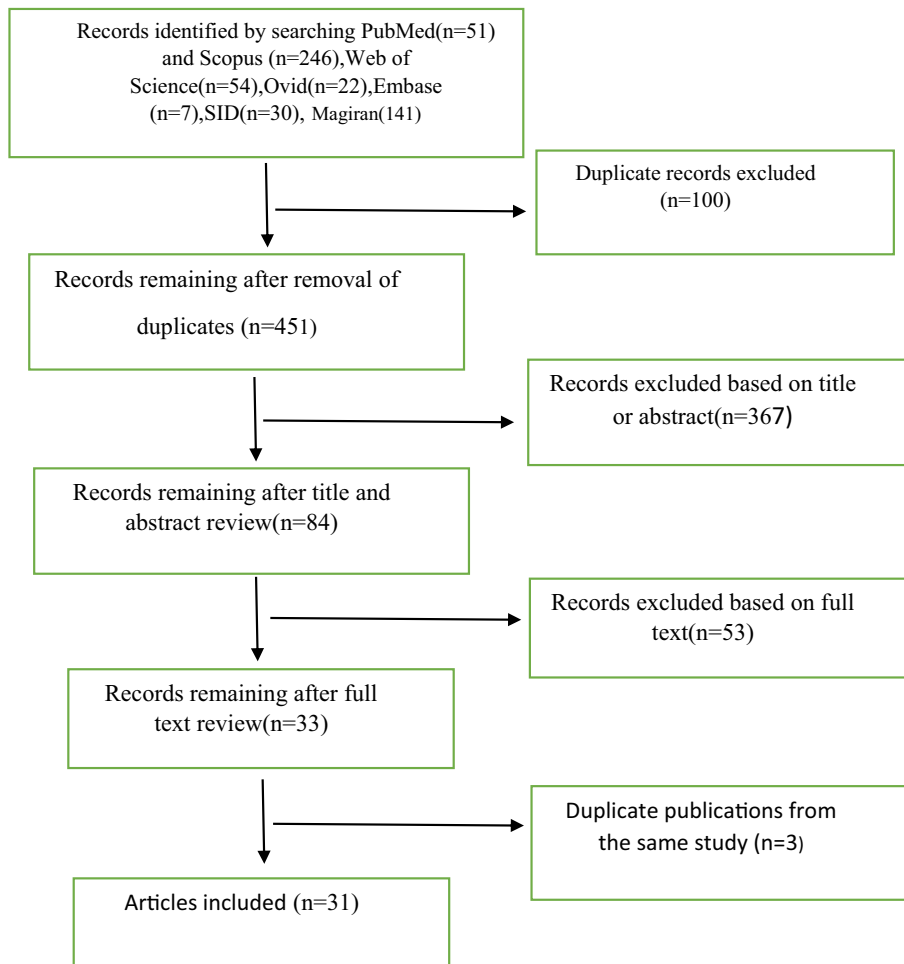 Records identified by searching PubMed(n=51)
and Scopus (n=246),Web of
Science(n=54),Ovid(n=22),Embase
(n=7),SID(n=30), Magiran(141)
Duplicate records excluded
(n=100)
Records remaining after removal of
duplicates (n=451)
Records excluded based on title
or abstract(n=367)
Records remaining after title and
abstract review(n=84)
Records excluded based on full
text(n=53)
Records remaining after full
text review(n=33)
Duplicate publications from
the same study (n=3)
Articles included (n=31)